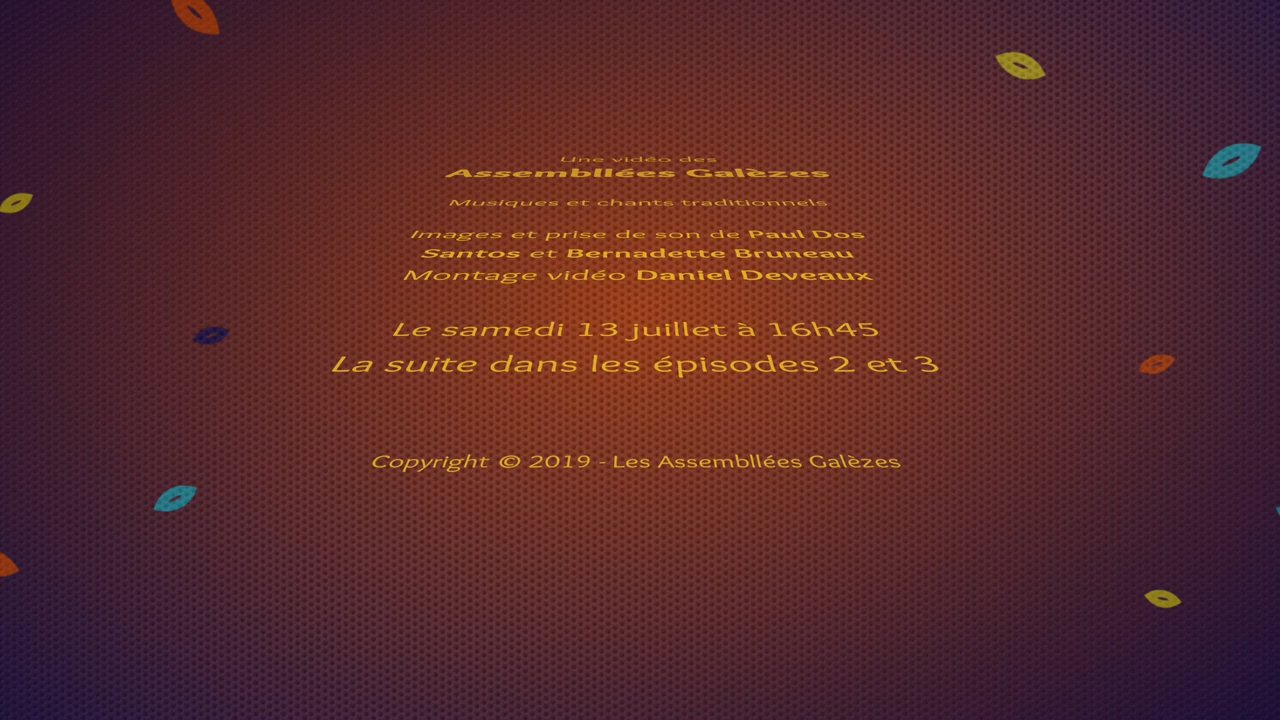 Une vidéo des
Assembllées Galèzes
Musiques et chants traditionnels
Images et prise de son de Paul Dos
Santos et Bernadette Bruneau
Montage vidéo Daniel Deveaux
Le samedi 13 juillet à 16h45
La suite dans les épisodes 2 et 3
Copyright © 2019 - Les Assembllées Galèzes